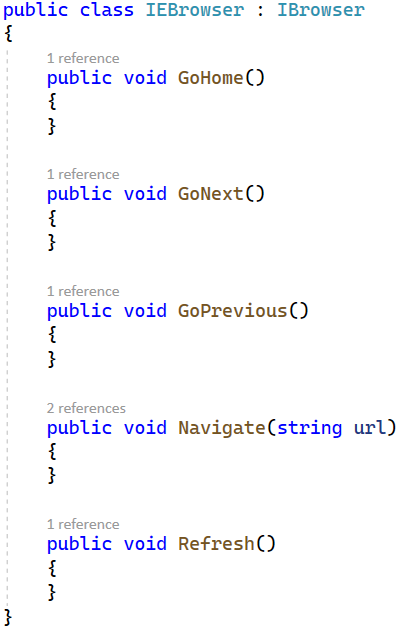 public class IEBrowser : IBrowser
{
1 reference
public void GoHome()
{
}
1 reference
public void GoNext()
{
}
1 reference
public void GoPrevious()
{
}
2 references
public void Navigate(string url)
{
}
1 reference
public void Refresh()
{
}
}